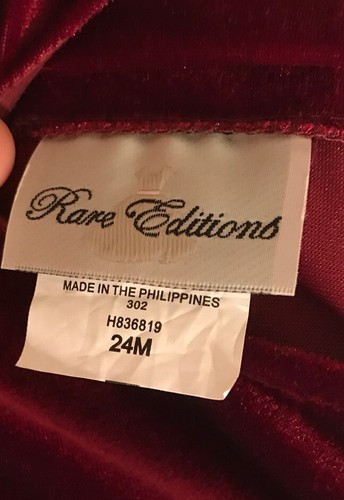 Rare Editions
MADE IN THE PHILIPPINES
302
H836819
24M